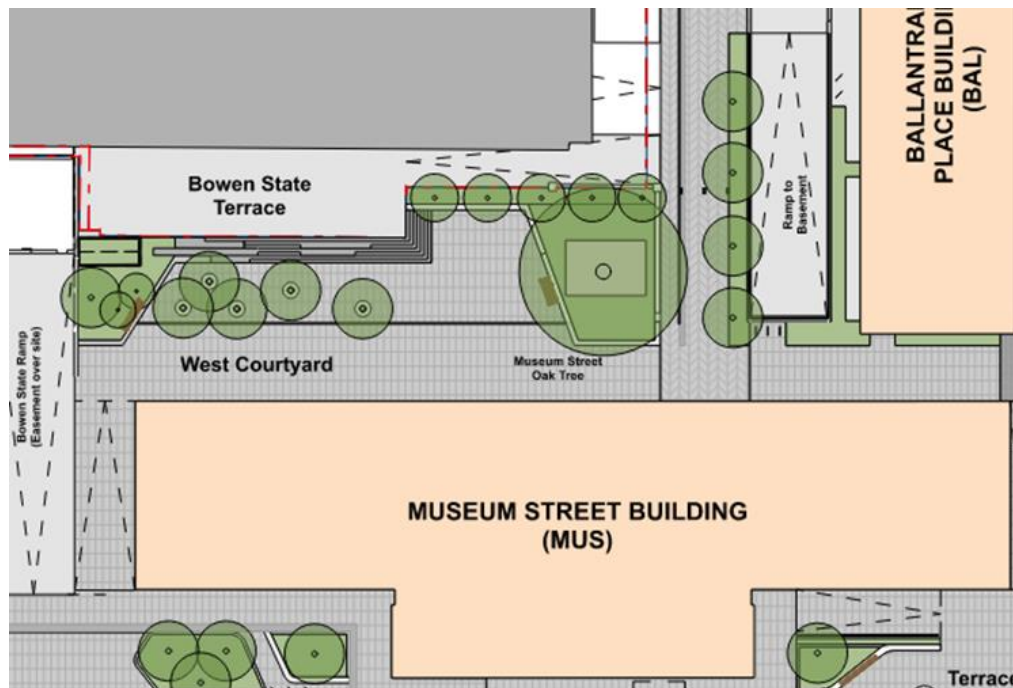 BALLANTRA
PLACE BUILDI
(BAL)
Bowen State
Terrace
Ramp to
Basement
West Courtyard
Museum Street
Oak Tree
Bowen State Ramp
(Easement over site)
MUSEUM STREET BUILDING
(MUS)
Terrace